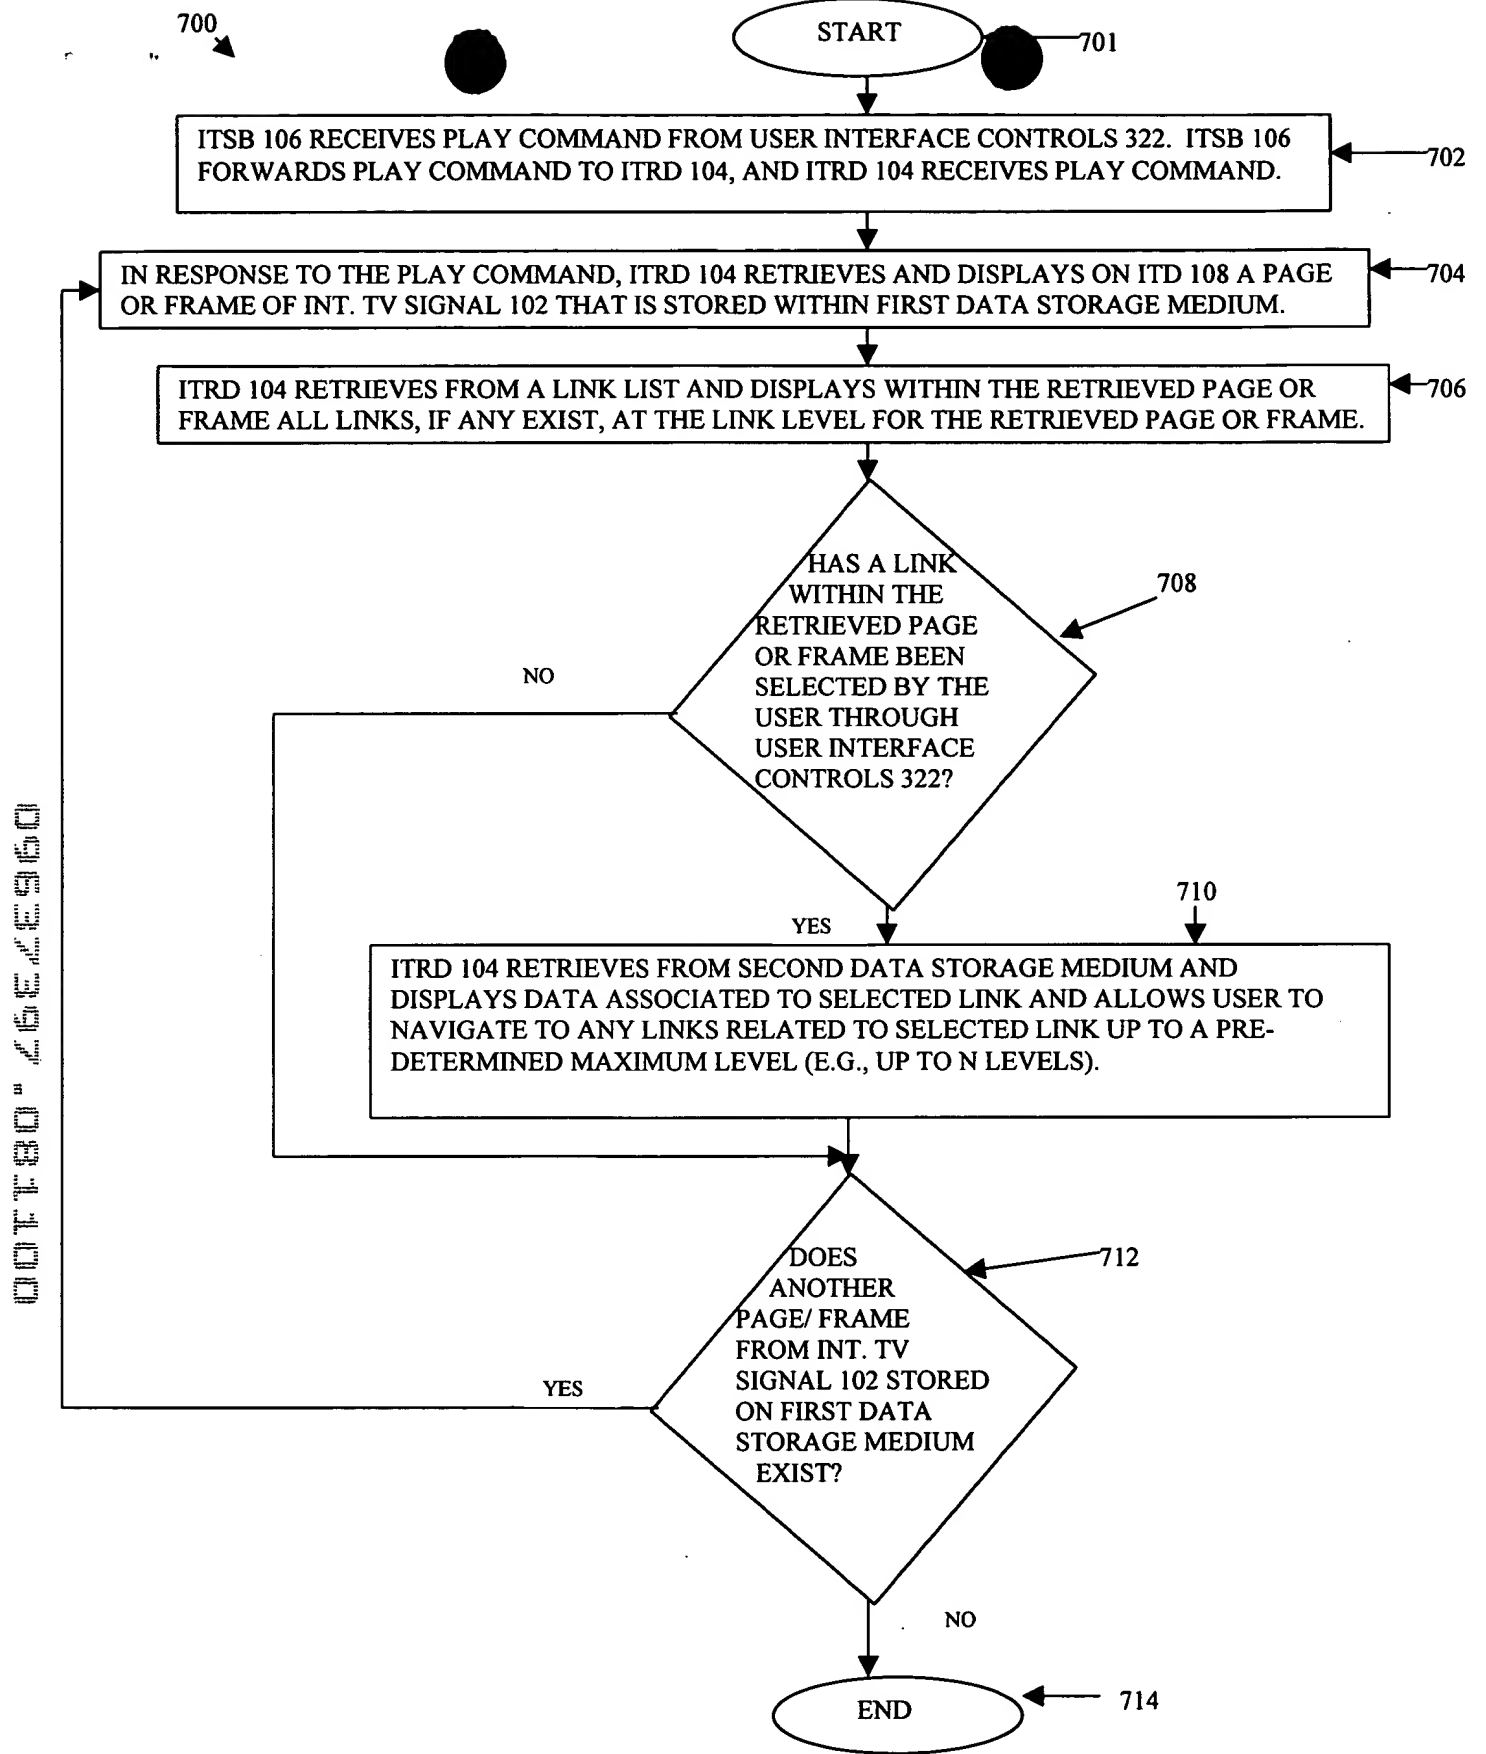 700
START
701
ITSB 106 RECEIVES PLAY COMMAND FROM USER INTERFACE CONTROLS 322. ITSB 106
FORWARDS PLAY COMMAND TO ITRD 104, AND ITRD 104 RECEIVES PLAY COMMAND.
702
IN RESPONSE TO THE PLAY COMMAND, ITRD 104 RETRIEVES AND DISPLAYS ON ITD 108 A PAGE
OR FRAME OF INT. TV SIGNAL 102 THAT IS STORED WITHIN FIRST DATA STORAGE MEDIUM.
704
ITRD 104 RETRIEVES FROM A LINK LIST AND DISPLAYS WITHIN THE RETRIEVED PAGE OR
FRAME ALL LINKS, IF ANY EXIST, AT THE LINK LEVEL FOR THE RETRIEVED PAGE OR FRAME.
706
HAS A LINK
WITHIN THE
RETRIEVED PAGE
OR FRAME BEEN
SELECTED BY THE
USER THROUGH
USER INTERFACE
CONTROLS 322?
708
NO
YES
710
ITRD 104 RETRIEVES FROM SECOND DATA STORAGE MEDIUM AND
DISPLAYS DATA ASSOCIATED TO SELECTED LINK AND ALLOWS USER TO
NAVIGATE TO ANY LINKS RELATED TO SELECTED LINK UP TO A PRE-
DETERMINED MAXIMUM LEVEL (E.G., UP TO N LEVELS).
DOES
ANOTHER
PAGE/ FRAME
FROM INT. TV
SIGNAL 102 STORED
ON FIRST DATA
STORAGE MEDIUM
EXIST?
712
YES
NO
END
714
09637397.081100